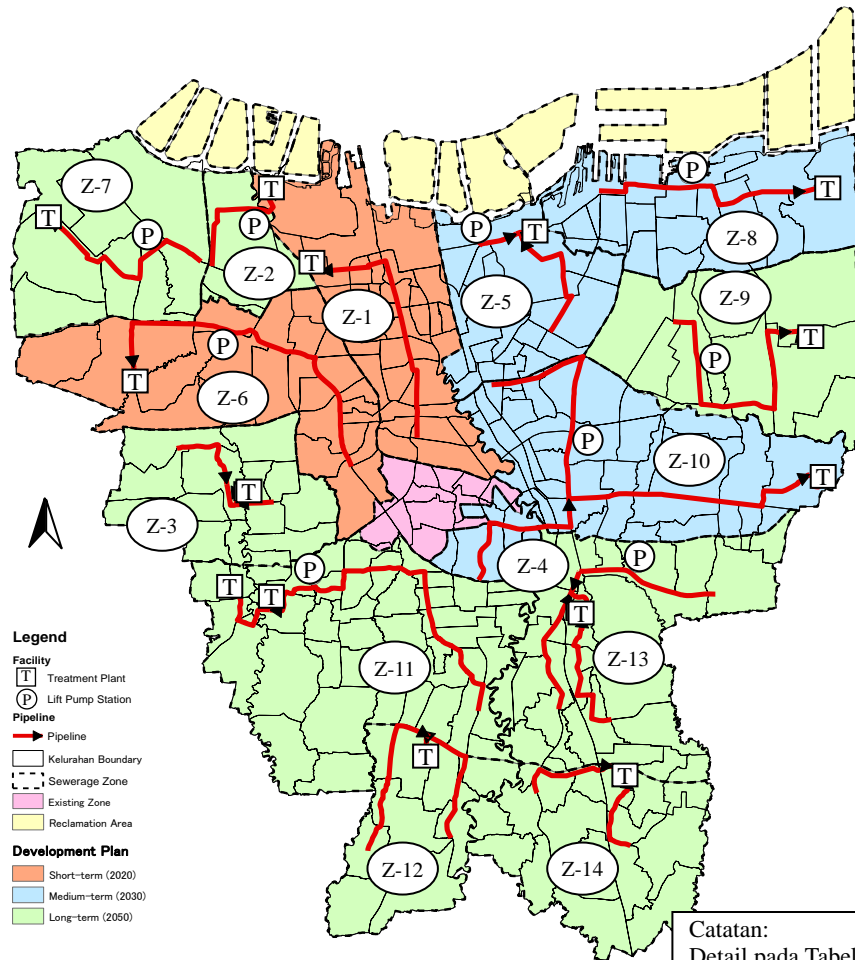 Z-7
T
T
P
P
Z-2
T
Z-1
P
T
Z-6
P
T
Z-5
P
T
Z-8
Z-9
P
T
P
Z-10
T
Z-3
T
Z-4
P
T
T
P
T
Z-11
Z-13
T
T
Z-12
Z-14
Legend
Facility
T Treatment Plant
P Lift Pump Station
Pipeline
Pipeline
Kelurahan Boundary
Sewerage Zone
Existing Zone
Reclamation Area
Development Plan
Short-term (2020)
Medium-term (2030)
Long-term (2050)
Catatan:
Detail pada Tabel